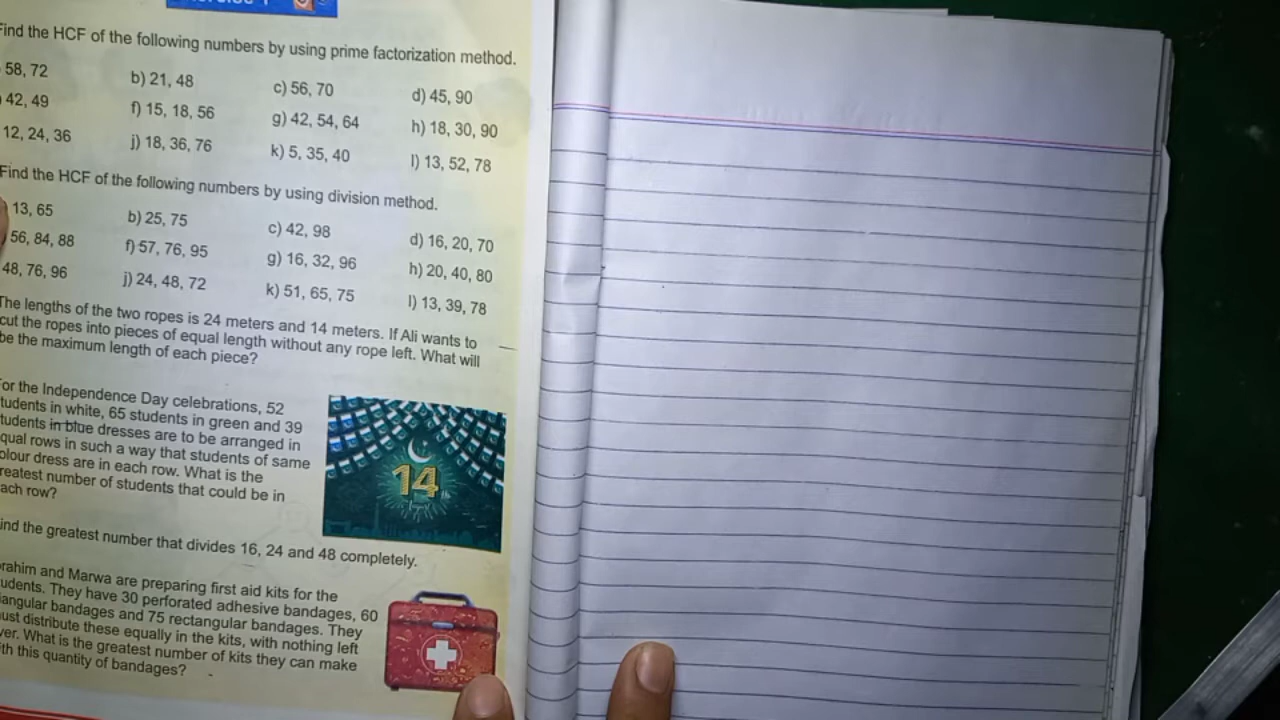 Find the HCF of the following numbers by using prime factorization method.
58, 72 b) 21, 48 c) 56, 70 d) 45, 90
42, 49 f) 15, 18, 56 g) 42, 54, 64 h) 18, 30, 90
12, 24, 36 j) 18, 36, 76 k) 5, 35, 40 l) 13, 52, 78
Find the HCF of the following numbers by using division method.
13, 65 b) 25, 75 c) 42, 98 d) 16, 20, 70
56, 84, 88 f) 57, 76, 95 g) 16, 32, 96 h) 20, 40, 80
48, 76, 96 j) 24, 48, 72 k) 51, 65, 75 l) 13, 39, 78
The lengths of the two ropes is 24 meters and 14 meters. If Ali wants to
cut the ropes into pieces of equal length without any rope left. What will
be the maximum length of each piece?
or the Independence Day celebrations, 52
tudents in white, 65 students in green and 39
tudents in blue dresses are to be arranged in
qual rows in such a way that students of same
olour dress are in each row. What is the
reatest number of students that could be in
ach row?
14
ind the greatest number that divides 16, 24 and 48 completely.
rahim and Marwa are preparing first aid kits for the
udents. They have 30 perforated adhesive bandages, 60
iangular bandages and 75 rectangular bandages. They
ust distribute these equally in the kits, with nothing left
ver. What is the greatest number of kits they can make
ith this quantity of bandages?